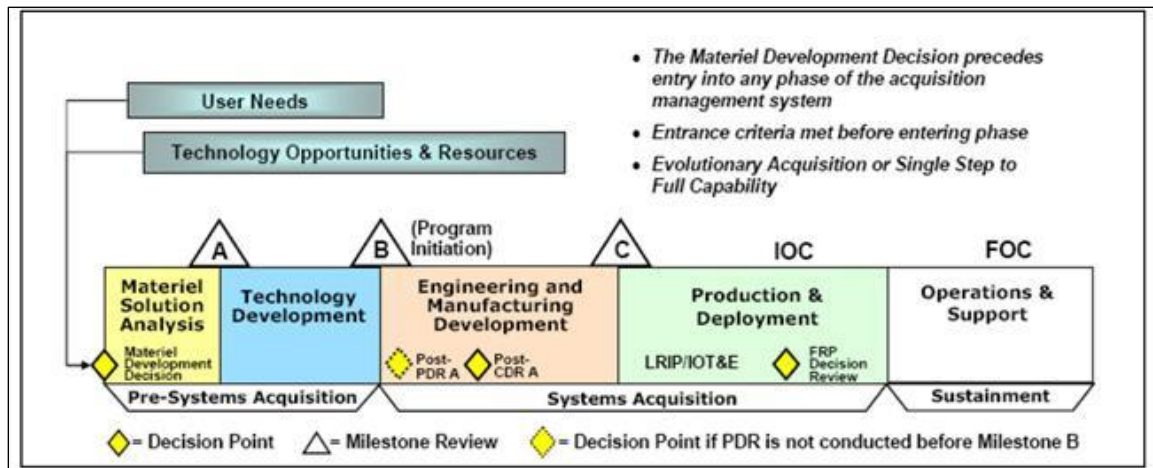 • The Materiel Development Decision precedes
entry into any phase of the acquisition
management system
• Entrance criteria met before entering phase
• Evolutionary Acquisition or Single Step to
Full Capability
User Needs
Technology Opportunities & Resources
A
B
(Program
Initiation)
C
IOC
FOC
Materiel
Solution
Analysis
Technology
Development
Engineering and
Manufacturing
Development
Production &
Deployment
Operations &
Support
Materiel
Development
Decision
Post-
PDR A
Post-
CDR A
LRIP/IOT&E
FRP
Decision
Review
Pre-Systems Acquisition
Systems Acquisition
Sustainment
= Decision Point
= Milestone Review
= Decision Point if PDR is not conducted before Milestone B